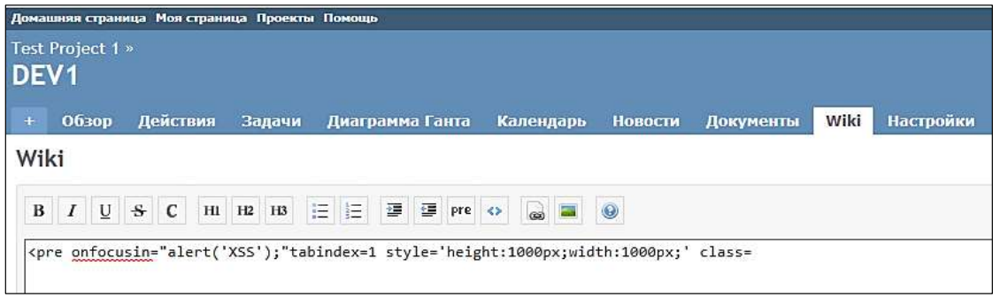 Домашняя страница Моя страница Проекты Помощь
Test Project 1 »
DEV1
+ Обзор Действия Задачи Диаграмма Ганта Календарь Новости Документы Wiki Настройки
Wiki
B I U S C H1 H2 H3 pre <> ?
<pre onfocusin="alert('XSS');"tabindex=1 style='height:1000px;width:1000px;' class=